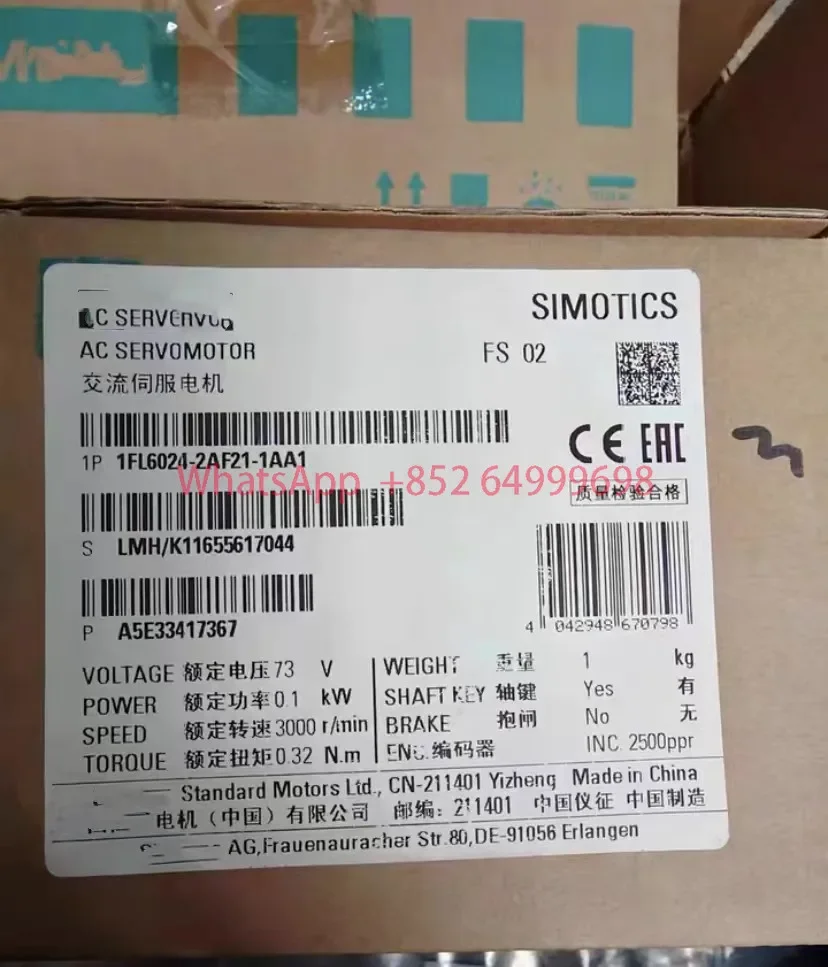 SERV
SIMOTICS
AC SERVOMOTOR
FS 02
交流伺服电机
CE EAC
1P 1FL6024-2AF21-1AA1
WhatsApp +852 64999698
质量检验合格
S LMH/K11655617044
P A5E33417367
4 042948 670798
VOLTAGE 额定电压 73 V
POWER 额定功率 0.1 kW
SPEED 额定转速 3000 r/min
TORQUE 额定扭矩 0.32 N.m
WEIGHT 重量 1 kg
SHAFT KEY 轴键 Yes 有
BRAKE 抱闸 No 无
ENC. 编码器 INC. 2500ppr
Standard Motors Ltd., CN-211401 Yizheng Made in China
电机（中国）有限公司 邮编：211401 中国仪征 中国制造
AG,Frauenauracher Str.80,DE-91056 Erlangen